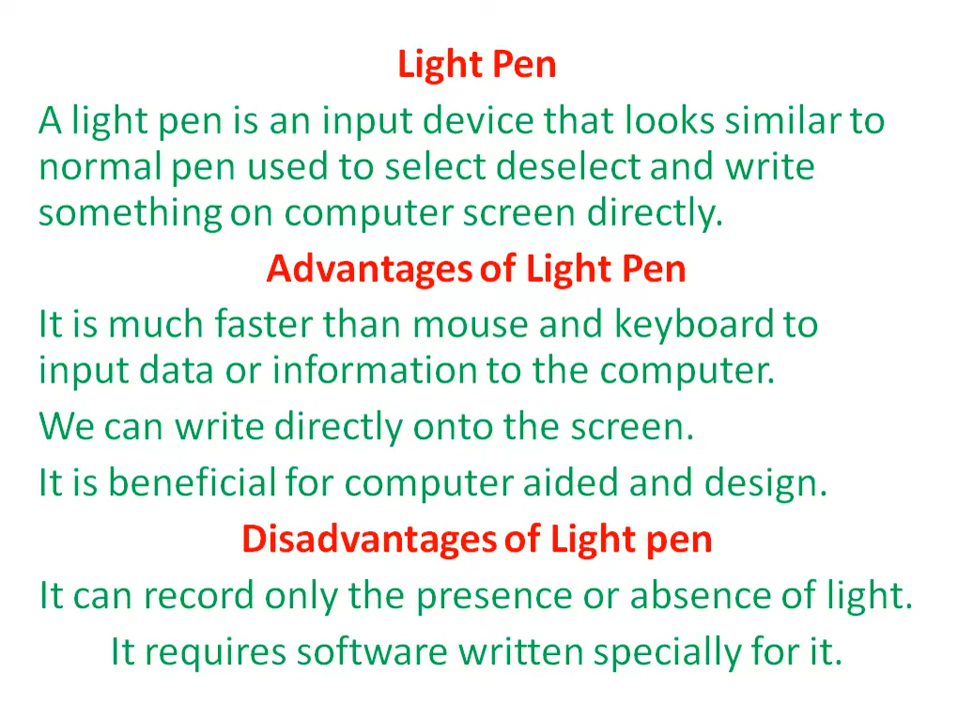 Light Pen
A light pen is an input device that looks similar to
normal pen used to select deselect and write
something on computer screen directly.
Advantages of Light Pen
It is much faster than mouse and keyboard to
input data or information to the computer.
We can write directly onto the screen.
It is beneficial for computer aided and design.
Disadvantages of Light pen
It can record only the presence or absence of light.
It requires software written specially for it.